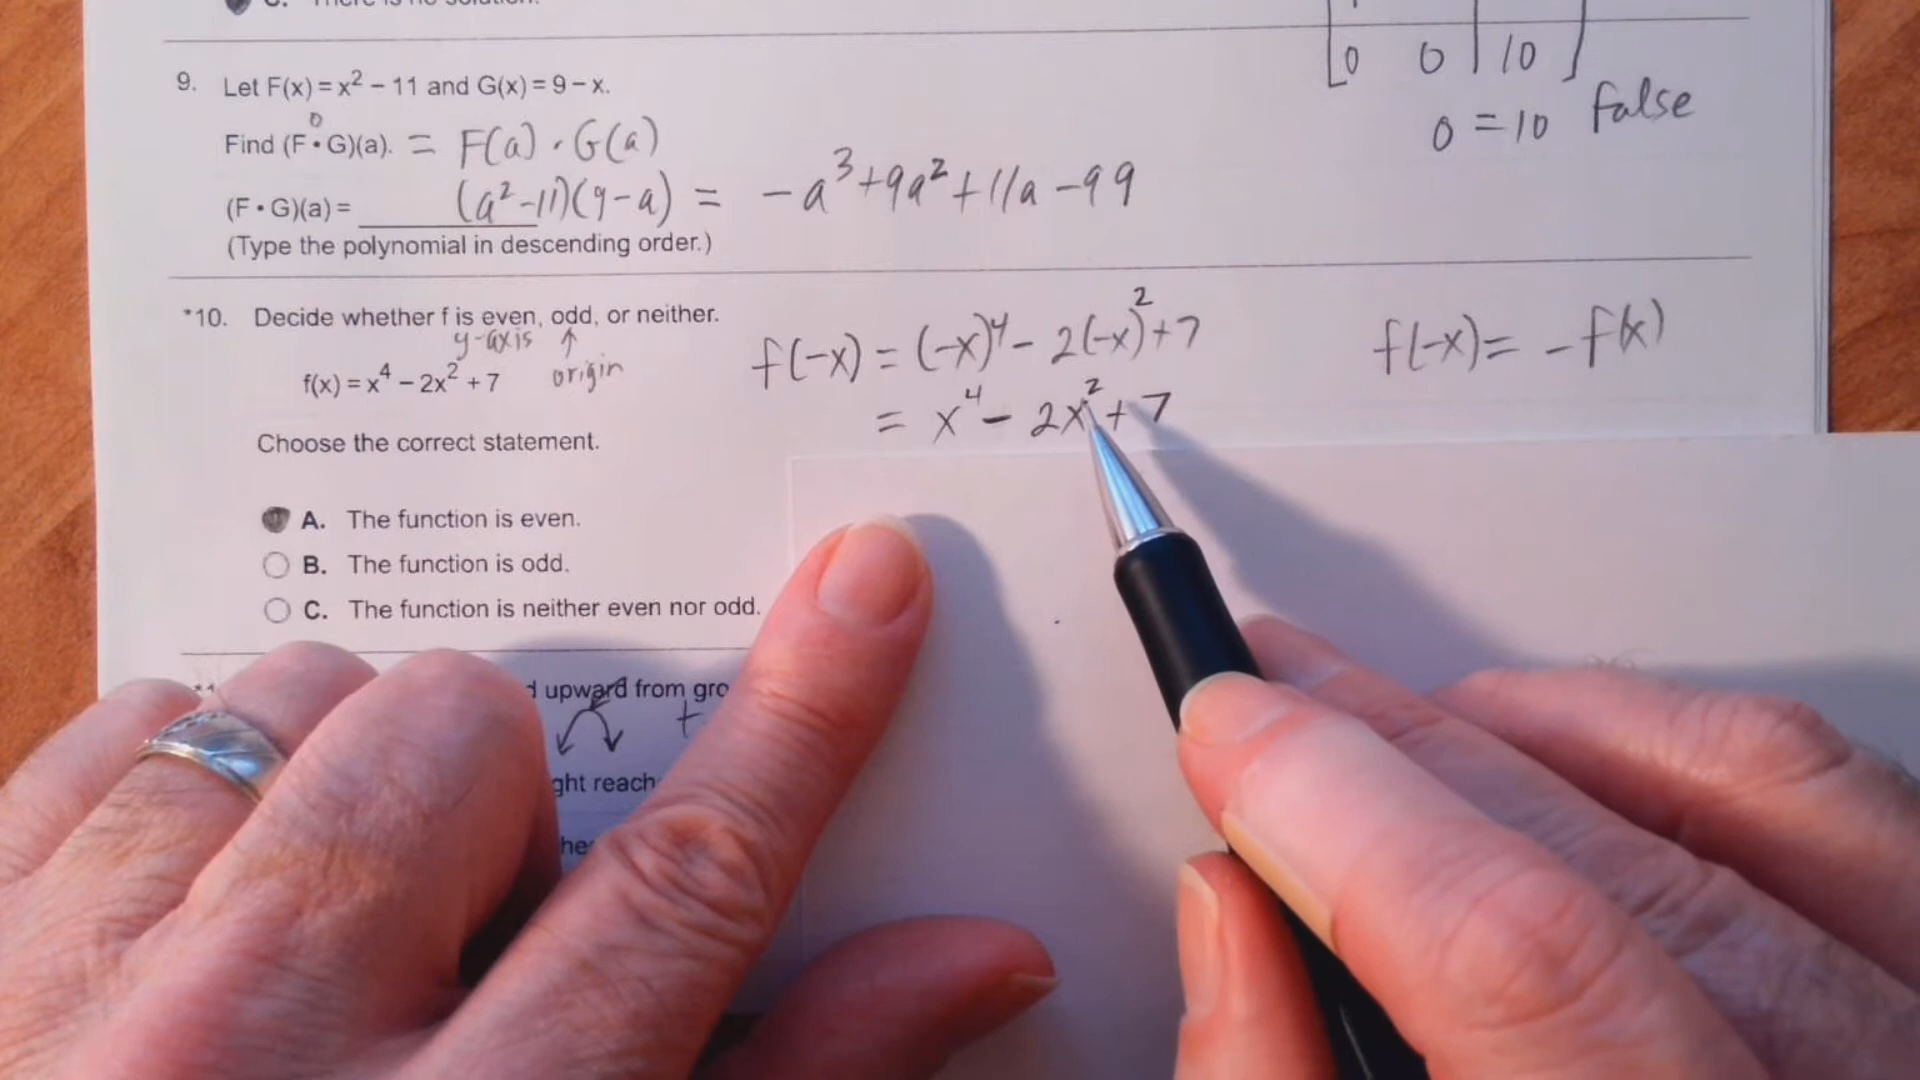 C. There is no solution.
0 0 | 10
0 = 10 False
9. Let F(x) = x² − 11 and G(x) = 9 − x.
o
Find (F • G)(a). = F(a) · G(a)
(F • G)(a) = ______ (a²-11)(9-a) = -a³+9a²+11a-99
(Type the polynomial in descending order.)
*10. Decide whether f is even, odd, or neither.
y-axis ↑
origin
f(x) = x⁴ − 2x² + 7
f(-x) = (-x)⁴ - 2(-x)²+7
= x⁴ - 2x² + 7
f(-x) = -f(x)
Choose the correct statement.
A. The function is even.
B. The function is odd.
C. The function is neither even nor odd.
upward from gro
t
ght reach
he